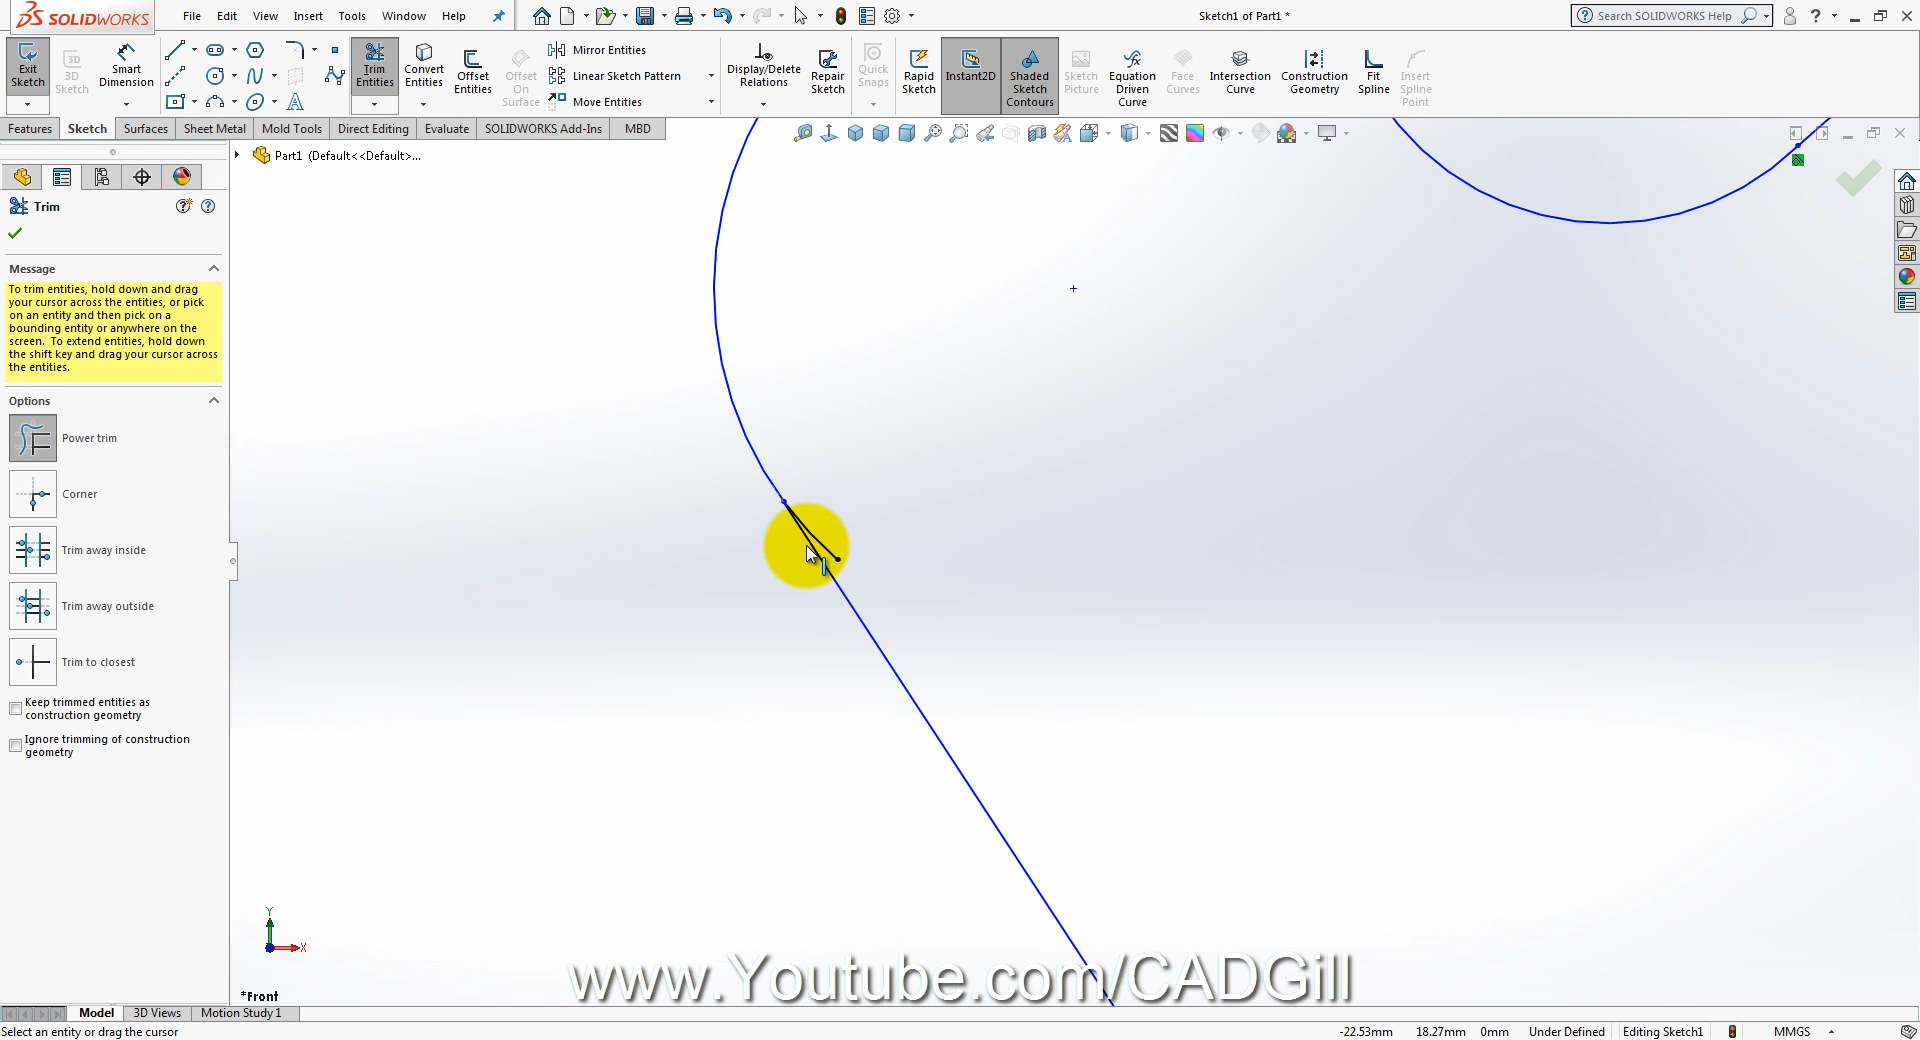 SOLIDWORKS
File Edit View Insert Tools Window Help
Sketch1 of Part1 *
Search SOLIDWORKS Help
Exit Sketch
3D Sketch
Smart Dimension
Trim Entities
Convert Entities
Offset Entities
Offset On Surface
Mirror Entities
Linear Sketch Pattern
Move Entities
Display/Delete Relations
Repair Sketch
Quick Snaps
Rapid Sketch
Instant2D
Shaded Sketch Contours
Sketch Picture
Equation Driven Curve
Face Curves
Intersection Curve
Construction Geometry
Fit Spline
Insert Spline Point
Features Sketch Surfaces Sheet Metal Mold Tools Direct Editing Evaluate SOLIDWORKS Add-Ins MBD
Part1 (Default<<Default>...
Trim
Message
To trim entities, hold down and drag
your cursor across the entities, or pick
on an entity and then pick on a
bounding entity or anywhere on the
screen. To extend entities, hold down
the shift key and drag your cursor across
the entities.
Options
Power trim
Corner
Trim away inside
Trim away outside
Trim to closest
Keep trimmed entities as
construction geometry
Ignore trimming of construction
geometry
Y
X
*Front
www.Youtube.com/CADGill
Model 3D Views Motion Study 1
Select an entity or drag the cursor
-22.53mm 18.27mm 0mm Under Defined Editing Sketch1 MMGS